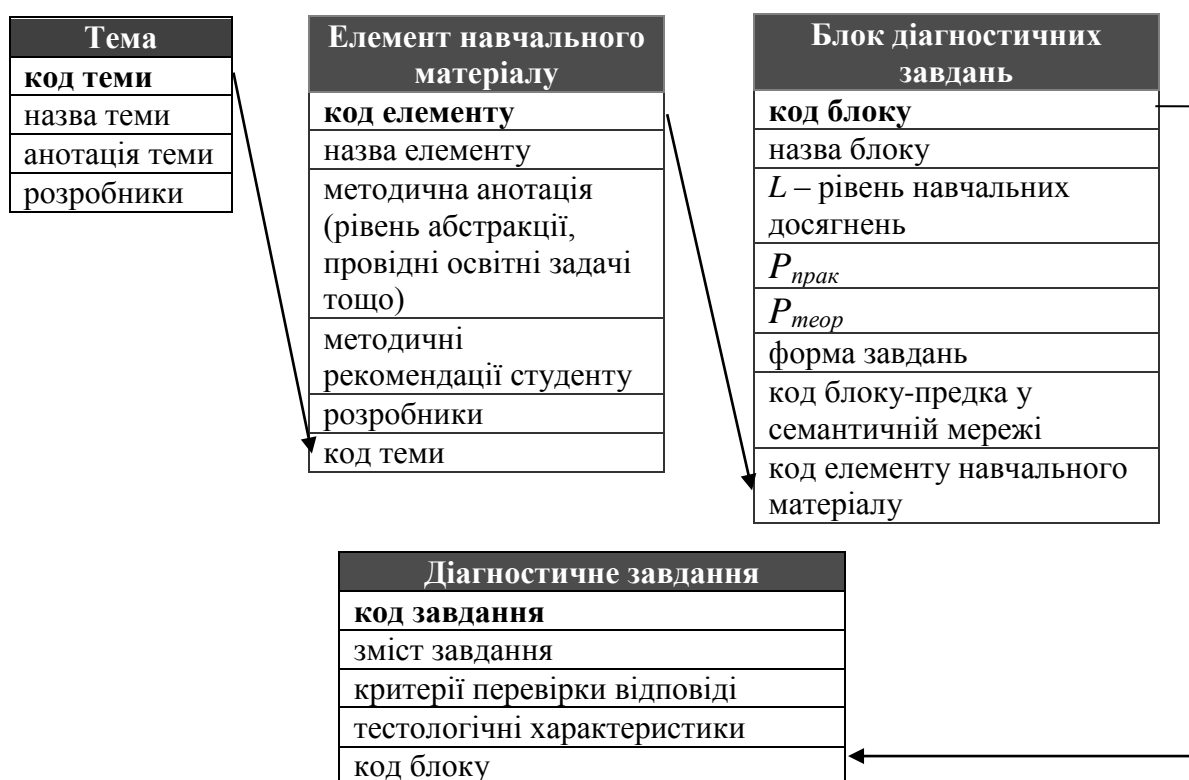 Тема
код теми
назва теми
анотація теми
розробники
Елемент навчального
матеріалу
код елементу
назва елементу
методична анотація
(рівень абстракції,
провідні освітні задачі
тощо)
методичні
рекомендації студенту
розробники
код теми
Блок діагностичних
завдань
код блоку
назва блоку
L – рівень навчальних
досягнень
Pпрак
Pтеор
форма завдань
код блоку-предка у
семантичній мережі
код елементу навчального
матеріалу
Діагностичне завдання
код завдання
зміст завдання
критерії перевірки відповіді
тестологічні характеристики
код блоку